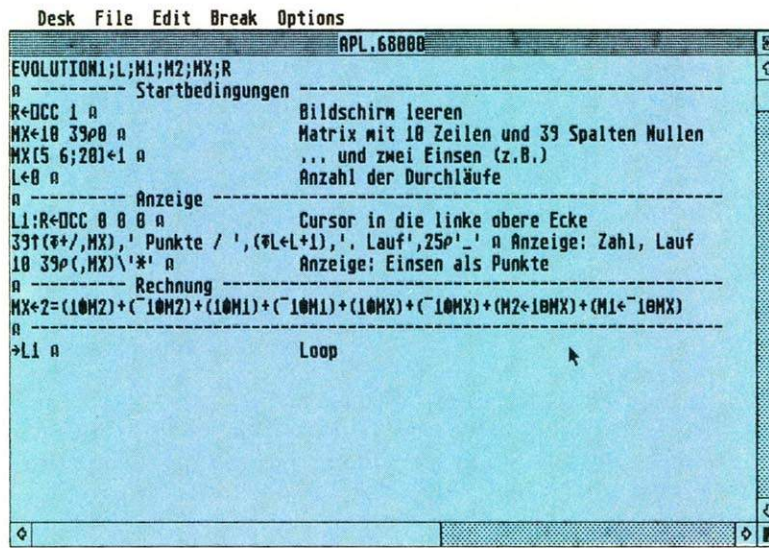 Desk File Edit Break Options
APL.68000
EVOLUTION1;L;M1;M2;MX;R
⍝ ---------- Startbedingungen ---------------------------------------------
R←⎕CC 1 ⍝ Bildschirm leeren
MX←10 39⍴0 ⍝ Matrix mit 10 Zeilen und 39 Spalten Nullen
MX[5 6;20]←1 ⍝ ... und zwei Einsen (z.B.)
L←0 ⍝ Anzahl der Durchläufe
⍝ ---------- Anzeige ------------------------------------------------------
L1:R←⎕CC 0 0 0 ⍝ Cursor in die linke obere Ecke
39↑(⍕+/,MX),' Punkte / ',(⍕L←L+1),'. Lauf',25⍴'_' ⍝ Anzeige: Zahl, Lauf
10 39⍴(,MX)\'*' ⍝ Anzeige: Einsen als Punkte
⍝ ---------- Rechnung -----------------------------------------------------
MX←2=(1⌽M2)+(¯1⌽M2)+(1⌽M1)+(¯1⌽M1)+(1⌽MX)+(¯1⌽MX)+(M2←1⊖MX)+(M1←¯1⊖MX)
⍝ -------------------------------------------------------------------------
→L1 ⍝ Loop